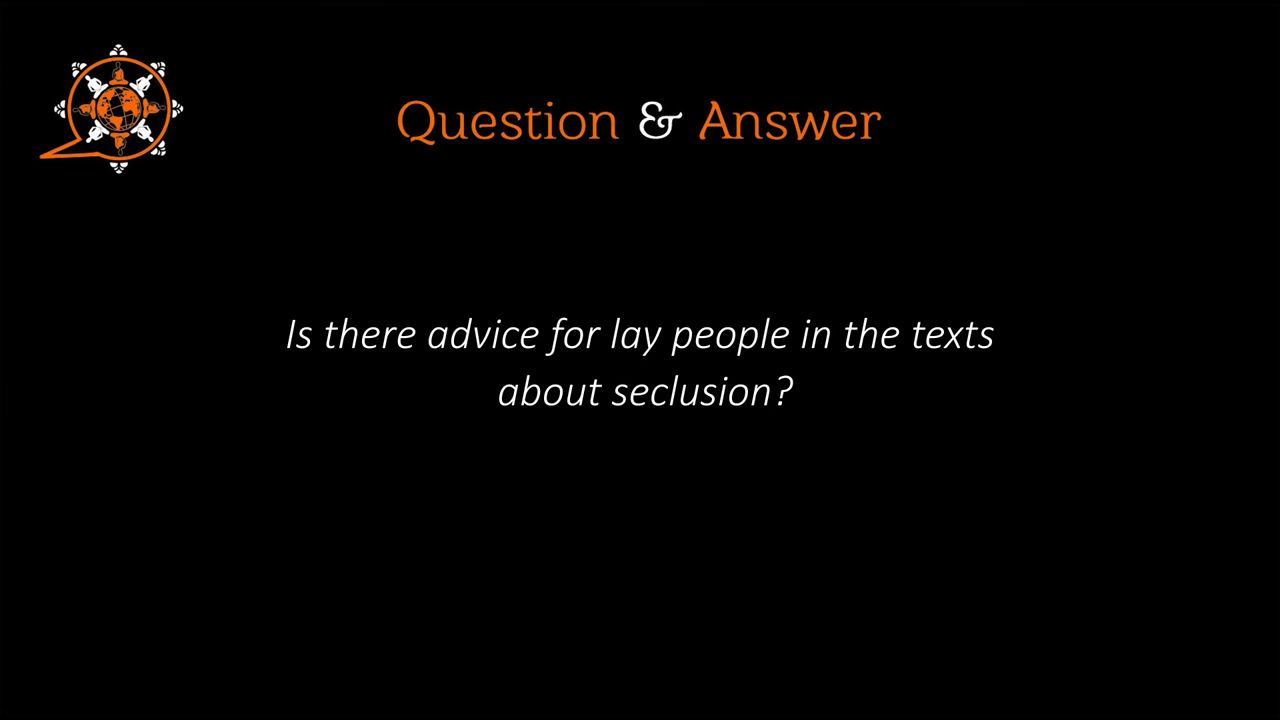 Question & Answer
Is there advice for lay people in the texts
about seclusion?